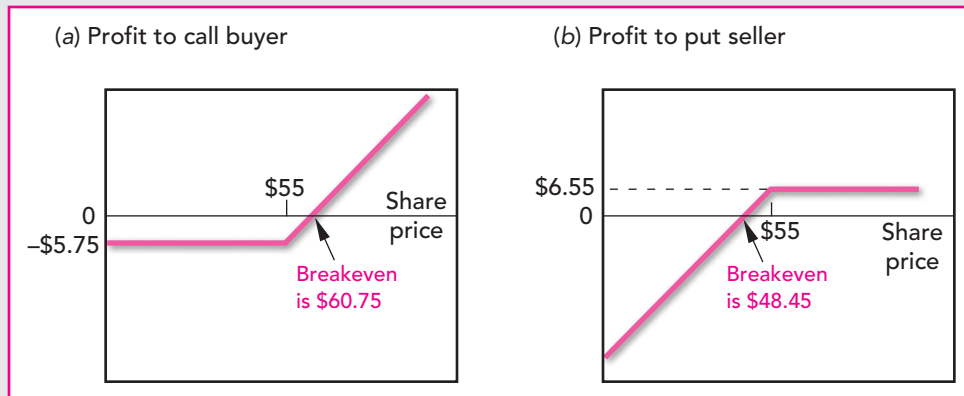 (a) Profit to call buyer
$55
Share
price
0
–$5.75
Breakeven
is $60.75
(b) Profit to put seller
$6.55
0
$55
Share
price
Breakeven
is $48.45